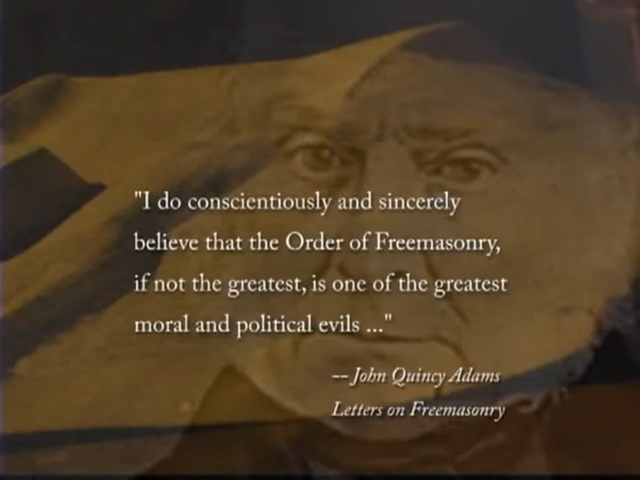 "I do conscientiously and sincerely
believe that the Order of Freemasonry,
if not the greatest, is one of the greatest
moral and political evils ..."
-- John Quincy Adams
Letters on Freemasonry